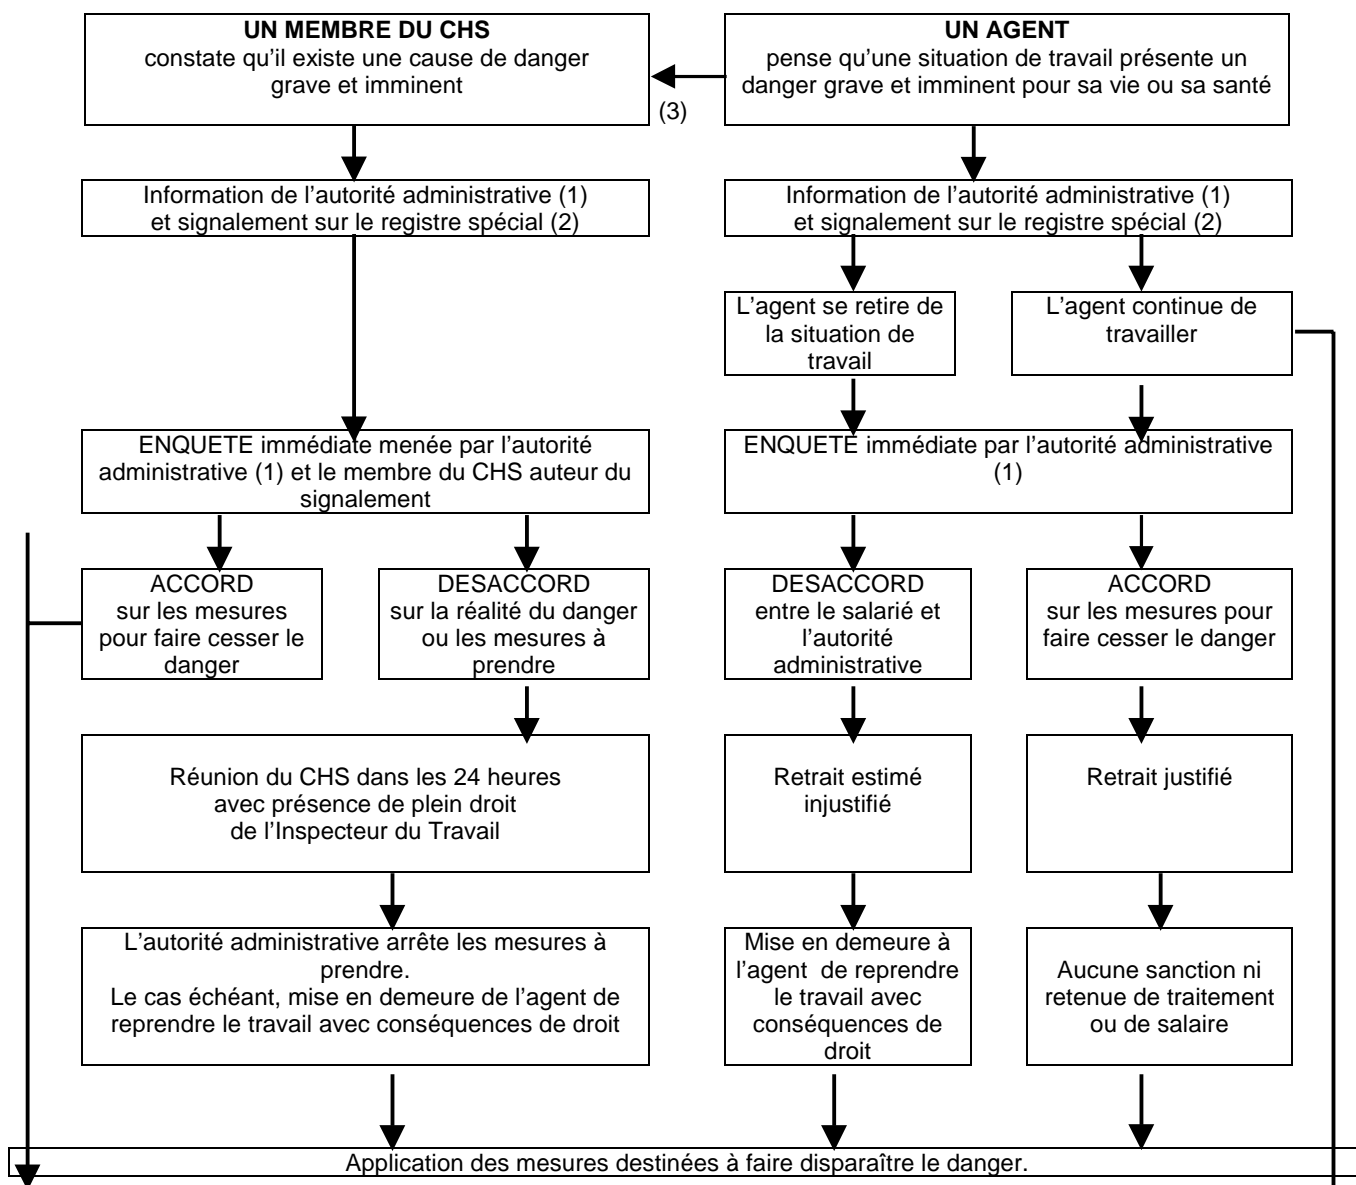 UN MEMBRE DU CHS
constate qu’il existe une cause de danger
grave et imminent
UN AGENT
pense qu’une situation de travail présente un
danger grave et imminent pour sa vie ou sa santé
(3)
Information de l’autorité administrative (1)
et signalement sur le registre spécial (2)
Information de l’autorité administrative (1)
et signalement sur le registre spécial (2)
L’agent se retire de
la situation de
travail
L’agent continue de
travailler
ENQUETE immédiate menée par l’autorité
administrative (1) et le membre du CHS auteur du
signalement
ENQUETE immédiate par l’autorité administrative
(1)
ACCORD
sur les mesures
pour faire cesser le
danger
DESACCORD
sur la réalité du danger
ou les mesures à
prendre
DESACCORD
entre le salarié et
l’autorité
administrative
ACCORD
sur les mesures pour
faire cesser le danger
Réunion du CHS dans les 24 heures
avec présence de plein droit
de l’Inspecteur du Travail
Retrait estimé
injustifié
Retrait justifié
L’autorité administrative arrête les mesures à
prendre.
Le cas échéant, mise en demeure de l’agent de
reprendre le travail avec conséquences de droit
Mise en demeure à
l’agent  de reprendre
le travail avec
conséquences de
droit
Aucune sanction ni
retenue de traitement
ou de salaire
Application des mesures destinées à faire disparaître le danger.